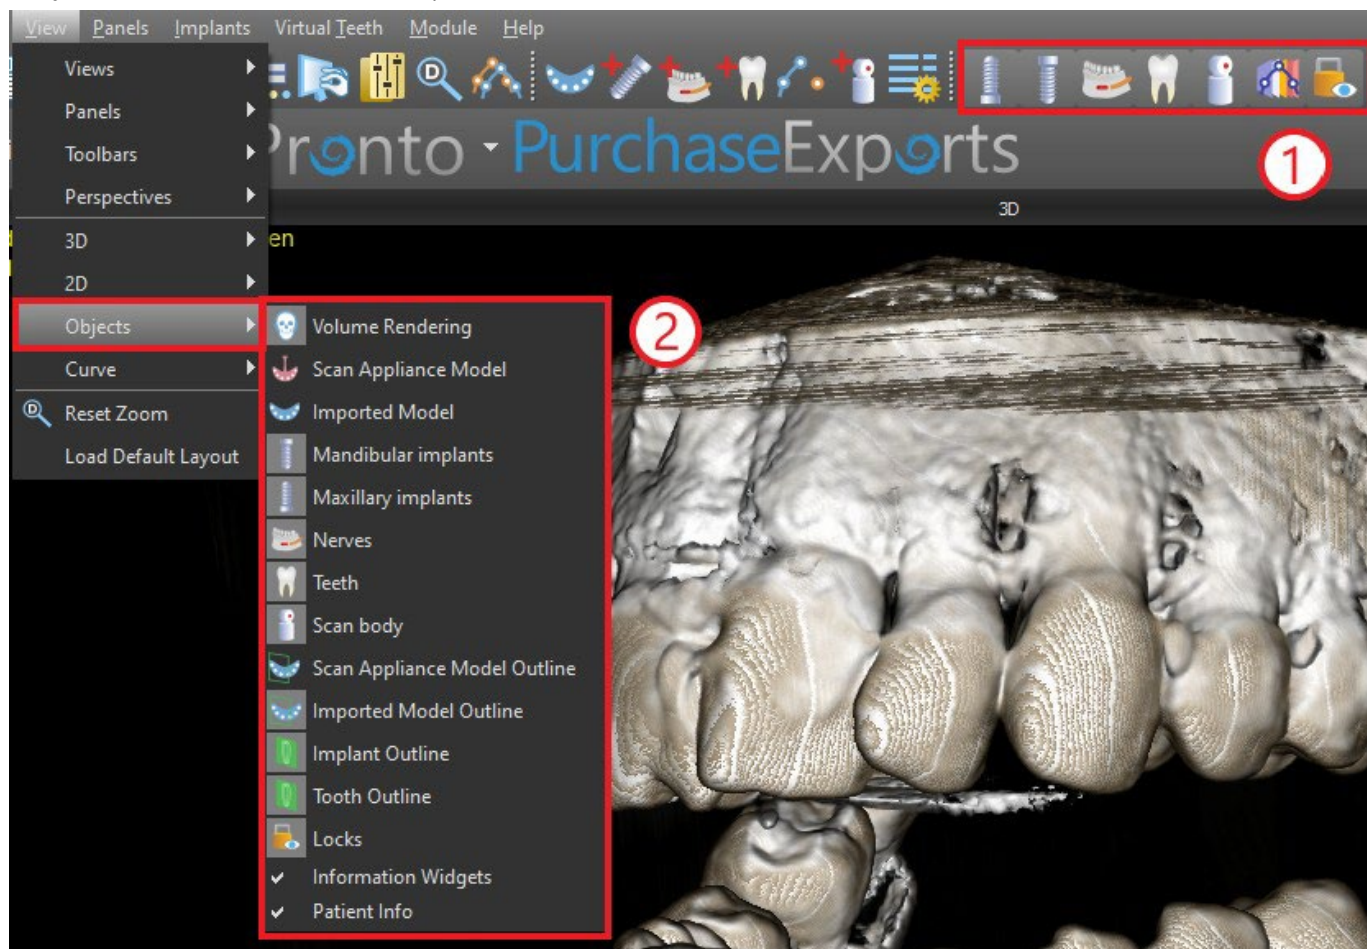 View Panels Implants Virtual Teeth Module Help
Views
Panels
Toolbars
Perspectives
3D
2D
Objects
Curve
Reset Zoom
Load Default Layout
Pronto PurchaseExports
1
3D
en
2
Volume Rendering
Scan Appliance Model
Imported Model
Mandibular implants
Maxillary implants
Nerves
Teeth
Scan body
Scan Appliance Model Outline
Imported Model Outline
Implant Outline
Tooth Outline
Locks
Information Widgets
Patient Info